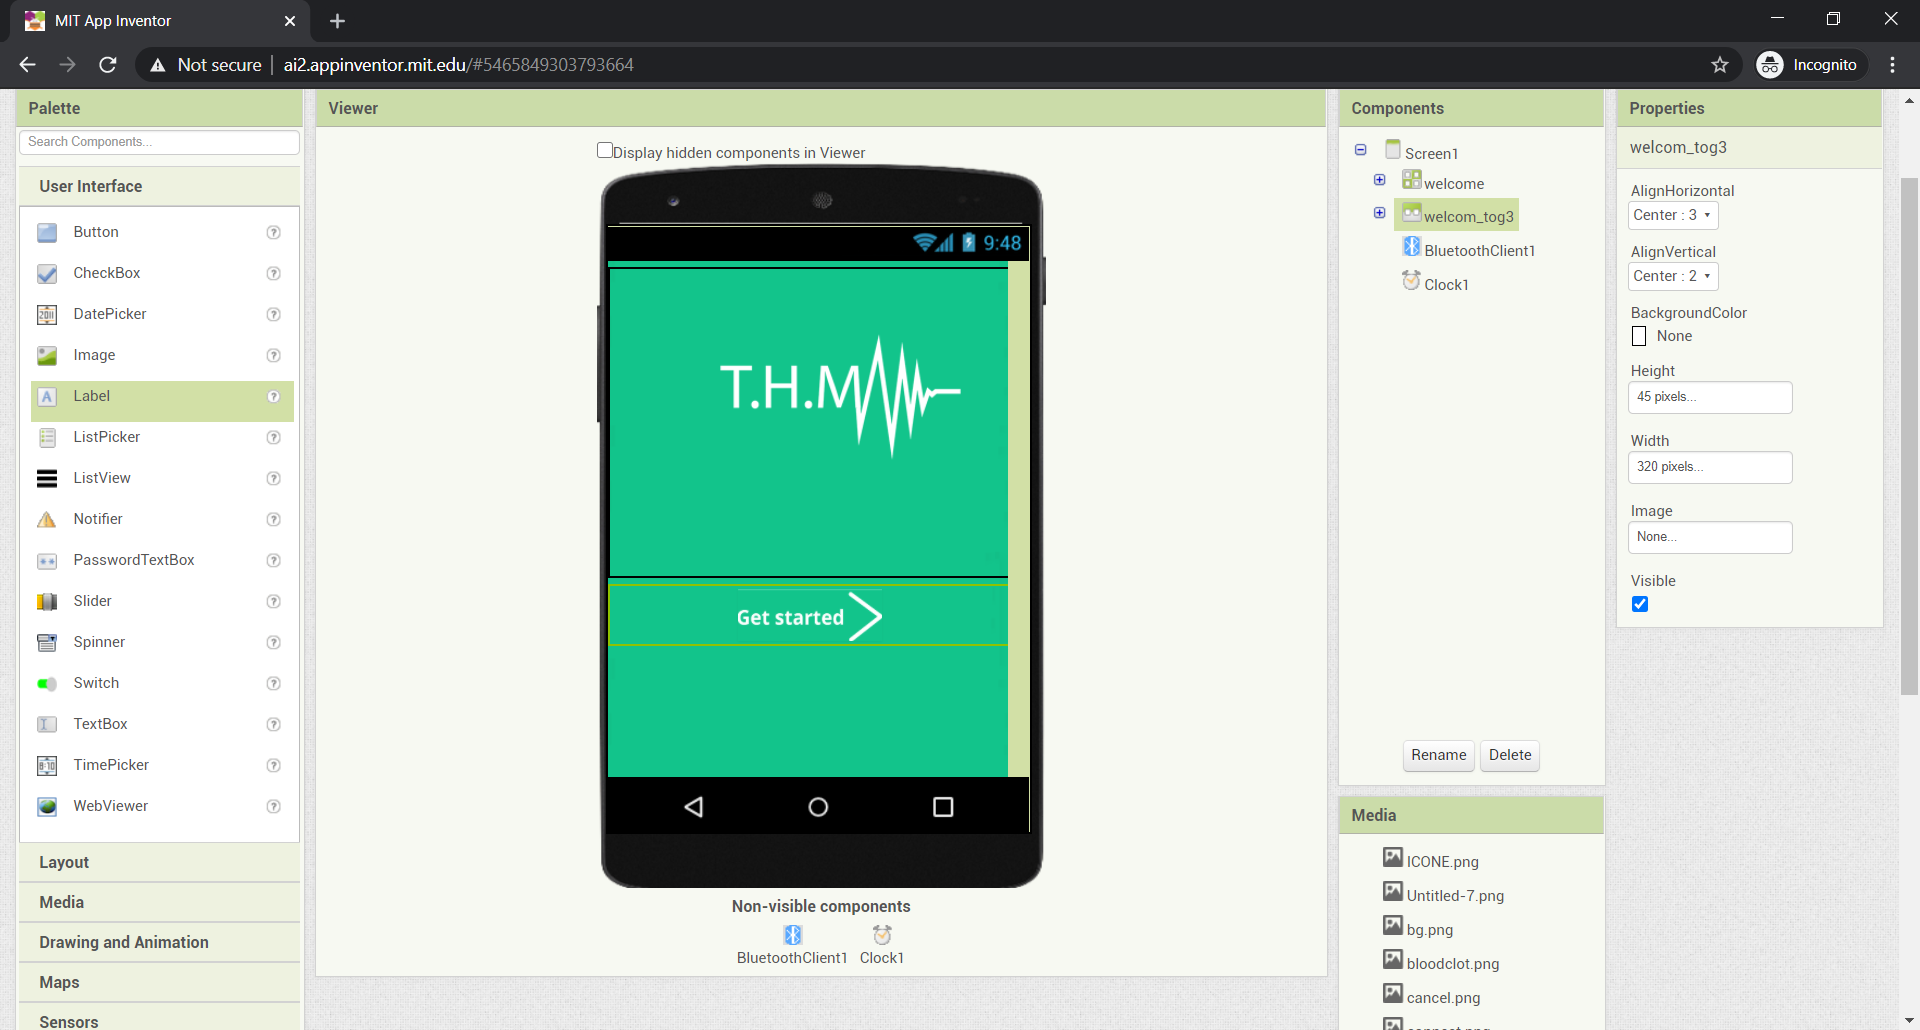 MIT App Inventor
Not secure
ai2.appinventor.mit.edu/#5465849303793664
Incognito
Palette
Search Components...
User Interface
Button
?
CheckBox
?
DatePicker
?
Image
?
Label
?
ListPicker
?
ListView
?
Notifier
?
PasswordTextBox
?
Slider
?
Spinner
?
Switch
?
TextBox
?
TimePicker
?
WebViewer
?
Layout
Media
Drawing and Animation
Maps
Sensors
Viewer
Display hidden components in Viewer
9:48
T.H.M
Get started
Non-visible components
BluetoothClient1
Clock1
Components
Screen1
welcome
welcom_tog3
BluetoothClient1
Clock1
Rename
Delete
Media
ICONE.png
Untitled-7.png
bg.png
bloodclot.png
cancel.png
Properties
welcom_tog3
AlignHorizontal
Center : 3
AlignVertical
Center : 2
BackgroundColor
None
Height
45 pixels...
Width
320 pixels...
Image
None...
Visible